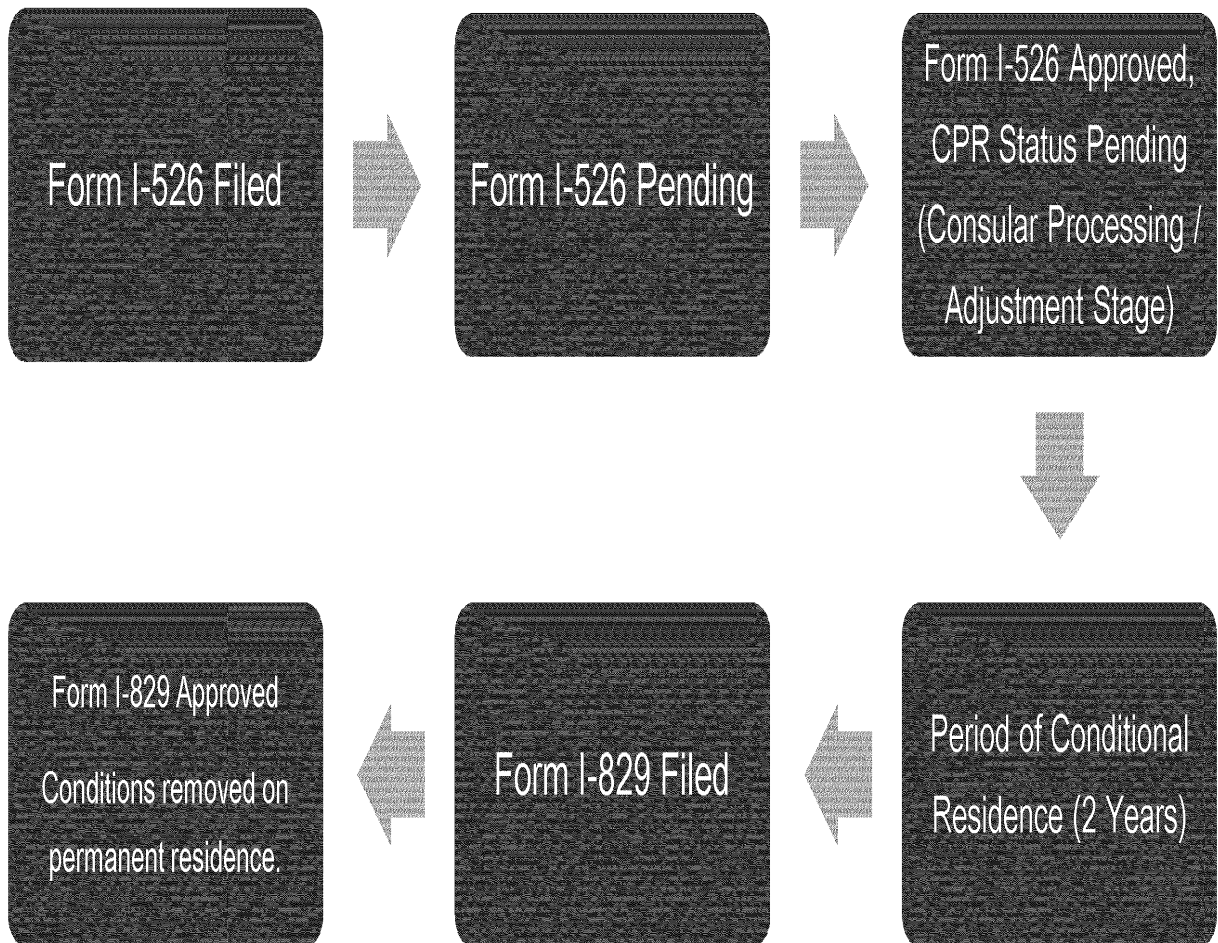 Form I-526 Filed
Form I-526 Pending
Form I-526 Approved,
CPR Status Pending
(Consular Processing /
Adjustment Stage)
Period of Conditional
Residence (2 Years)
Form I-829 Filed
Form I-829 Approved
Conditions removed on
permanent residence.